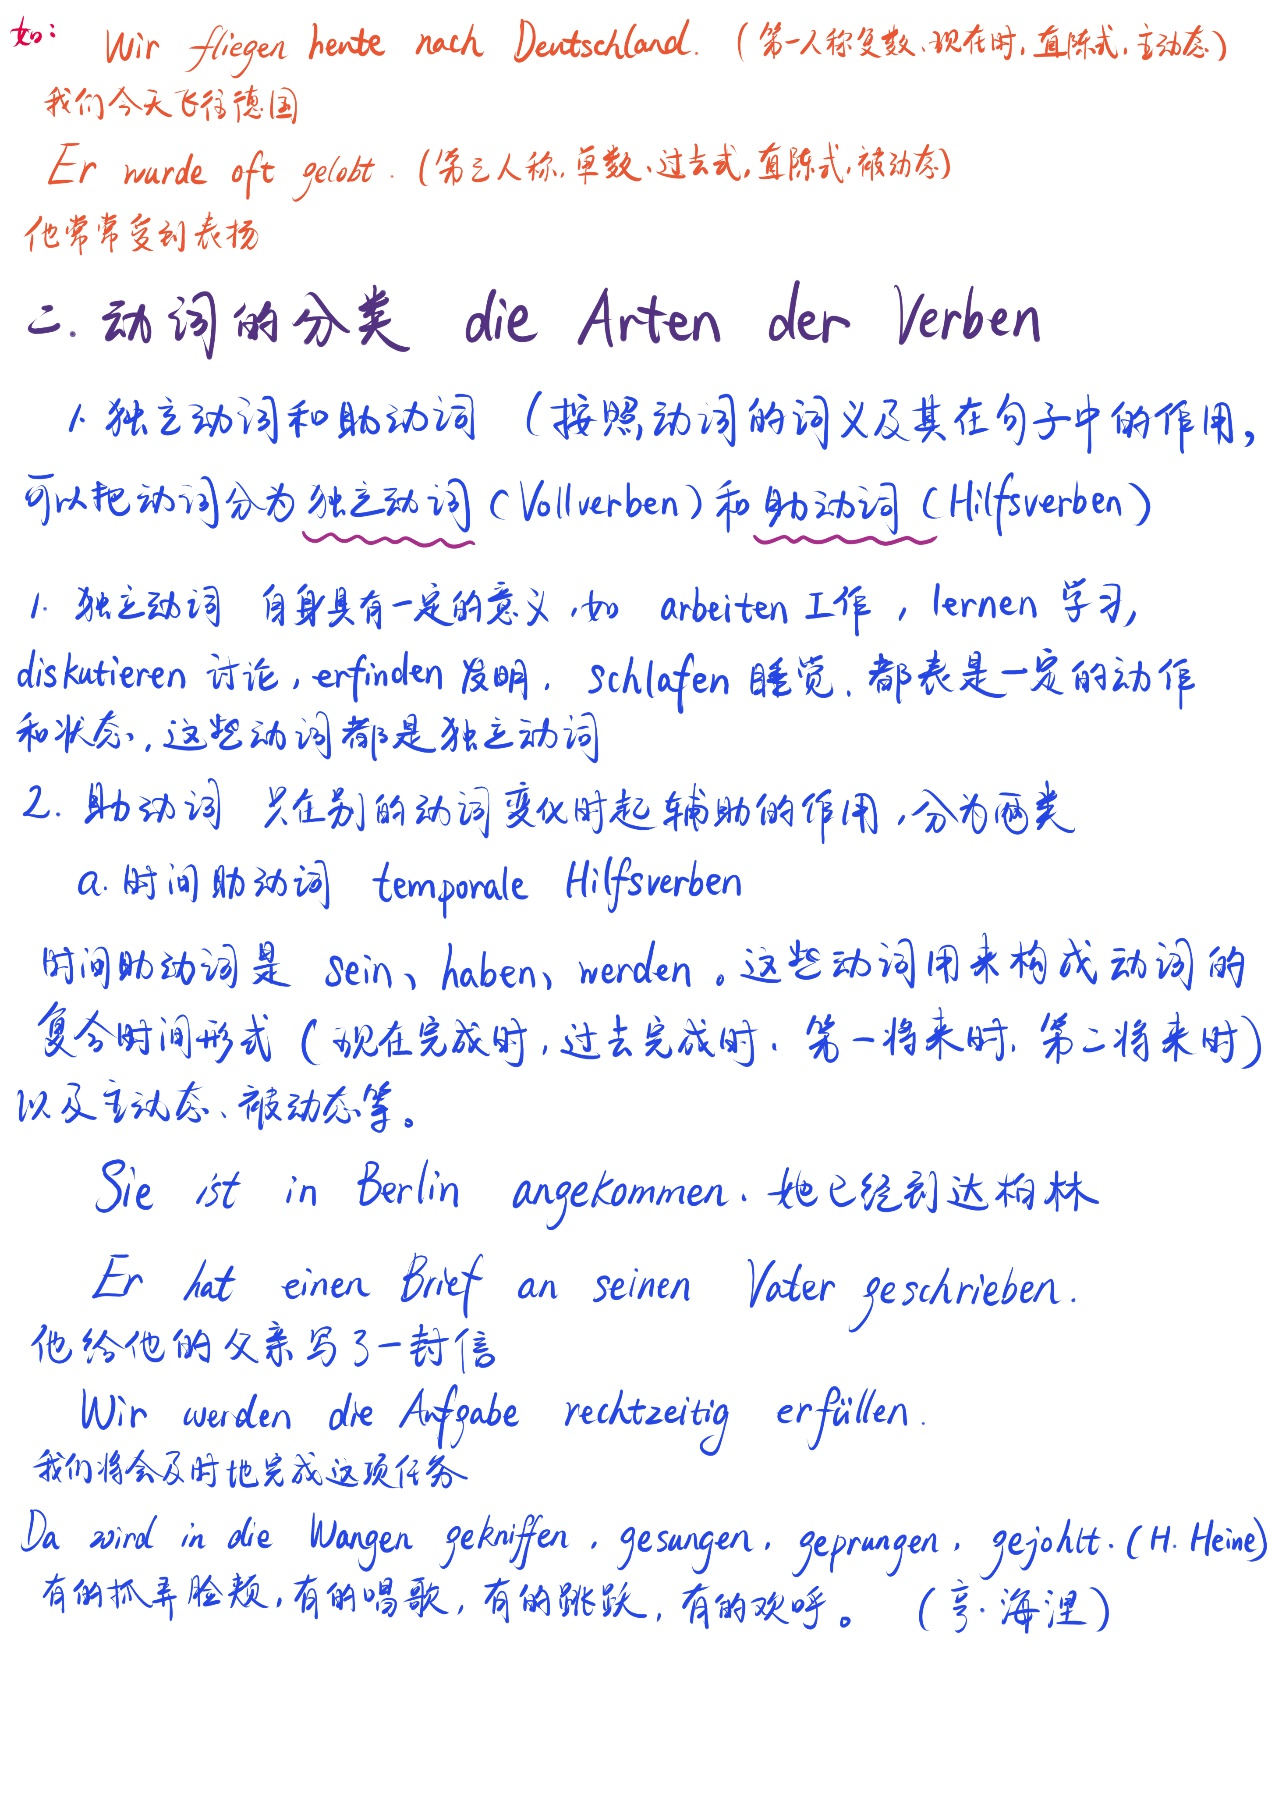 如: Wir fliegen heute nach Deutschland. (第一人称复数、现在时, 直陈式, 主动态)
我们今天飞往德国
Er wurde oft gelobt. (第三人称, 单数、过去式, 直陈式, 被动态)
他常常受到表扬
二. 动词的分类 die Arten der Verben
1. 独立动词和助动词 (按照动词的词义及其在句子中的作用,
可以把动词分为独立动词 (Vollverben) 和助动词 (Hilfsverben)
1. 独立动词 自身具有一定的意义, 如 arbeiten 工作, lernen 学习,
diskutieren 讨论, erfinden 发明, schlafen 睡觉, 都表是一定的动作
和状态, 这些动词都是独立动词
2. 助动词 只在别的动词变化时起辅助的作用, 分为两类
a. 时间助动词 temporale Hilfsverben
时间助动词是 sein、haben、werden。这些动词用来构成动词的
复合时间形式 (现在完成时, 过去完成时, 第一将来时, 第二将来时)
以及主动态、被动态等。
Sie ist in Berlin angekommen. 她已经到达柏林
Er hat einen Brief an seinen Vater geschrieben.
他给他的父亲写了一封信
Wir werden die Aufgabe rechtzeitig erfüllen.
我们将会及时地完成这项任务
Da wird in die Wangen gekniffen, gesungen, geprungen, gejohlt. (H. Heine)
有的抓弄脸颊, 有的唱歌, 有的跳跃, 有的欢呼。 (亨·海涅)